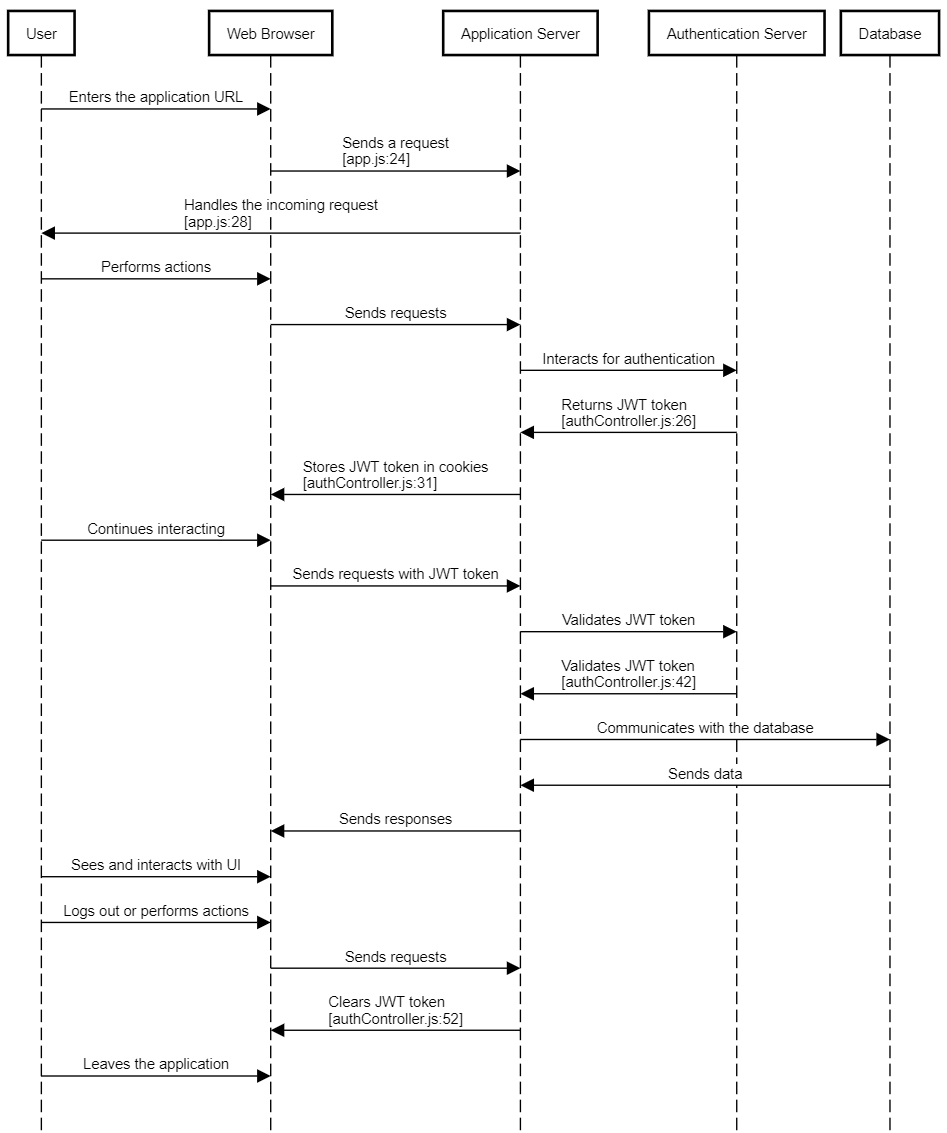 User
Web Browser
Application Server
Authentication Server
Database
Enters the application URL
Sends a request
[app.js:24]
Handles the incoming request
[app.js:28]
Performs actions
Sends requests
Interacts for authentication
Returns JWT token
[authController.js:26]
Stores JWT token in cookies
[authController.js:31]
Continues interacting
Sends requests with JWT token
Validates JWT token
Validates JWT token
[authController.js:42]
Communicates with the database
Sends data
Sends responses
Sees and interacts with UI
Logs out or performs actions
Sends requests
Clears JWT token
[authController.js:52]
Leaves the application